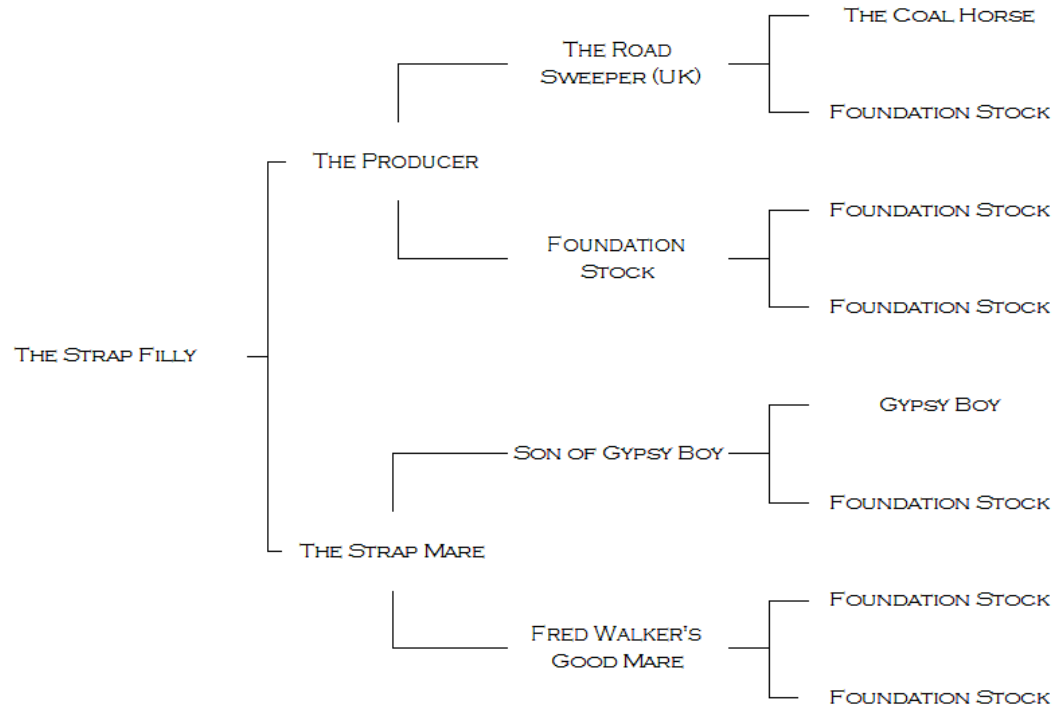 The Coal Horse
The Road
Sweeper (UK)
Foundation Stock
The Producer
Foundation Stock
Foundation
Stock
Foundation Stock
The Strap Filly
Gypsy Boy
Son of Gypsy Boy
Foundation Stock
The Strap Mare
Foundation Stock
Fred Walker's
Good Mare
Foundation Stock